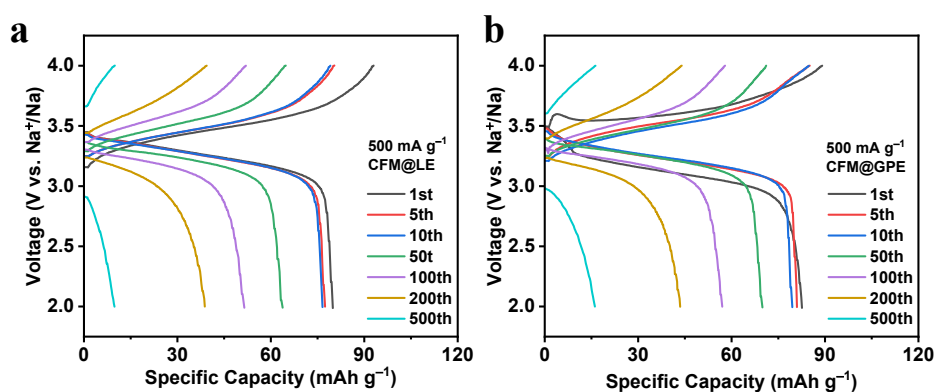 a
4.0
3.5
3.0
2.5
2.0
Voltage (V vs. Na⁺/Na)
500 mA g⁻¹
CFM@LE
1st
5th
10th
50t
100th
200th
500th
0 30 60 90 120
Specific Capacity (mAh g⁻¹)
b
4.0
3.5
3.0
2.5
2.0
Voltage (V vs. Na⁺/Na)
500 mA g⁻¹
CFM@GPE
1st
5th
10th
50th
100th
200th
500th
0 30 60 90 120
Specific Capacity (mAh g⁻¹)